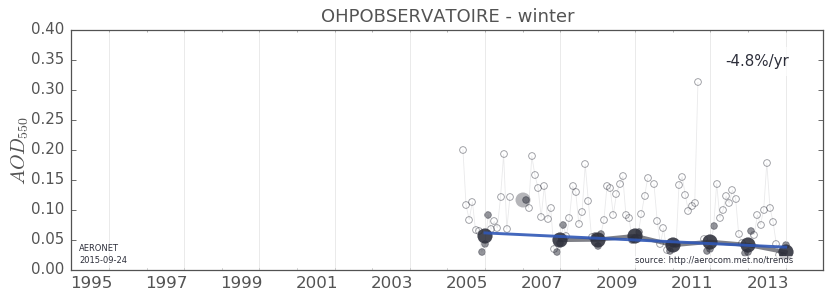 OHPOBSERVATOIRE - winter
0.40
0.35
0.30
0.25
0.20
0.15
0.10
0.05
0.00
AOD550
-4.8%/yr
AERONET
2015-09-24
source: http://aerocom.met.no/trends
1995 1997 1999 2001 2003 2005 2007 2009 2011 2013